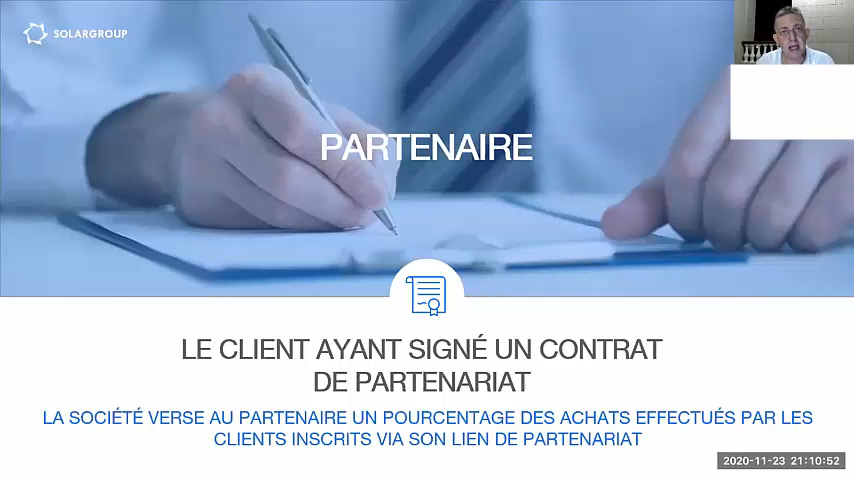 SOLARGROUP
PARTENAIRE
LE CLIENT AYANT SIGNÉ UN CONTRAT
DE PARTENARIAT
LA SOCIÉTÉ VERSE AU PARTENAIRE UN POURCENTAGE DES ACHATS EFFECTUÉS PAR LES
CLIENTS INSCRITS VIA SON LIEN DE PARTENARIAT
2020-11-23 21:10:52